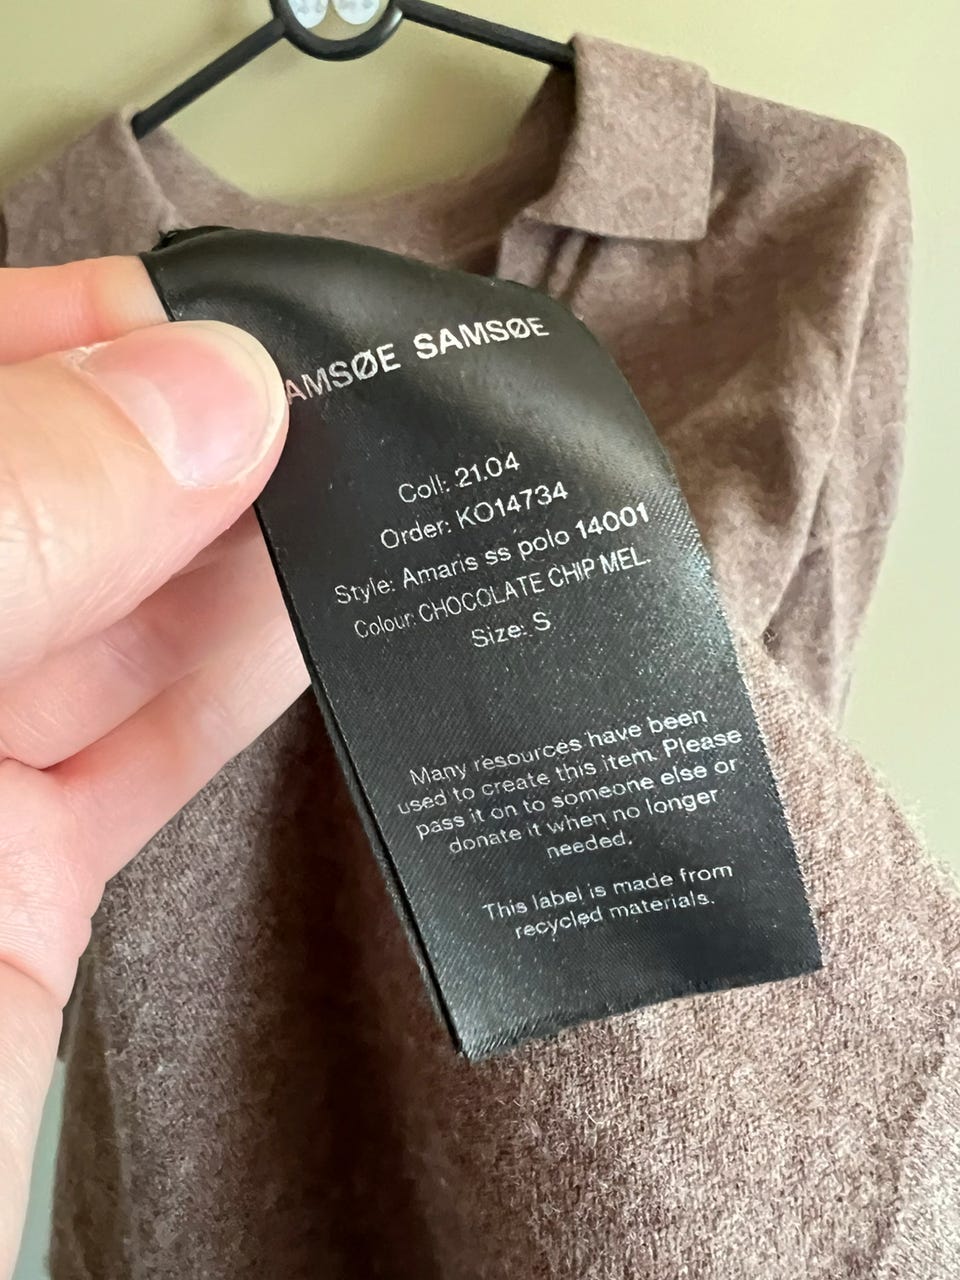 AMSØE SAMSØE
Coll: 21.04
Order: KO14734
Style: Amaris ss polo 14001
Colour: CHOCOLATE CHIP MEL.
Size: S
Many resources have been
used to create this item. Please
pass it on to someone else or
donate it when no longer
needed.
This label is made from
recycled materials.